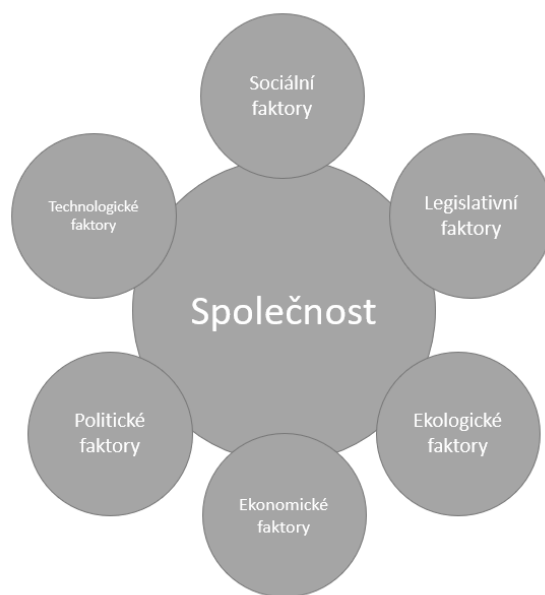 Sociální
faktory
Legislativní
faktory
Technologické
faktory
Společnost
Ekologické
faktory
Politické
faktory
Ekonomické
faktory